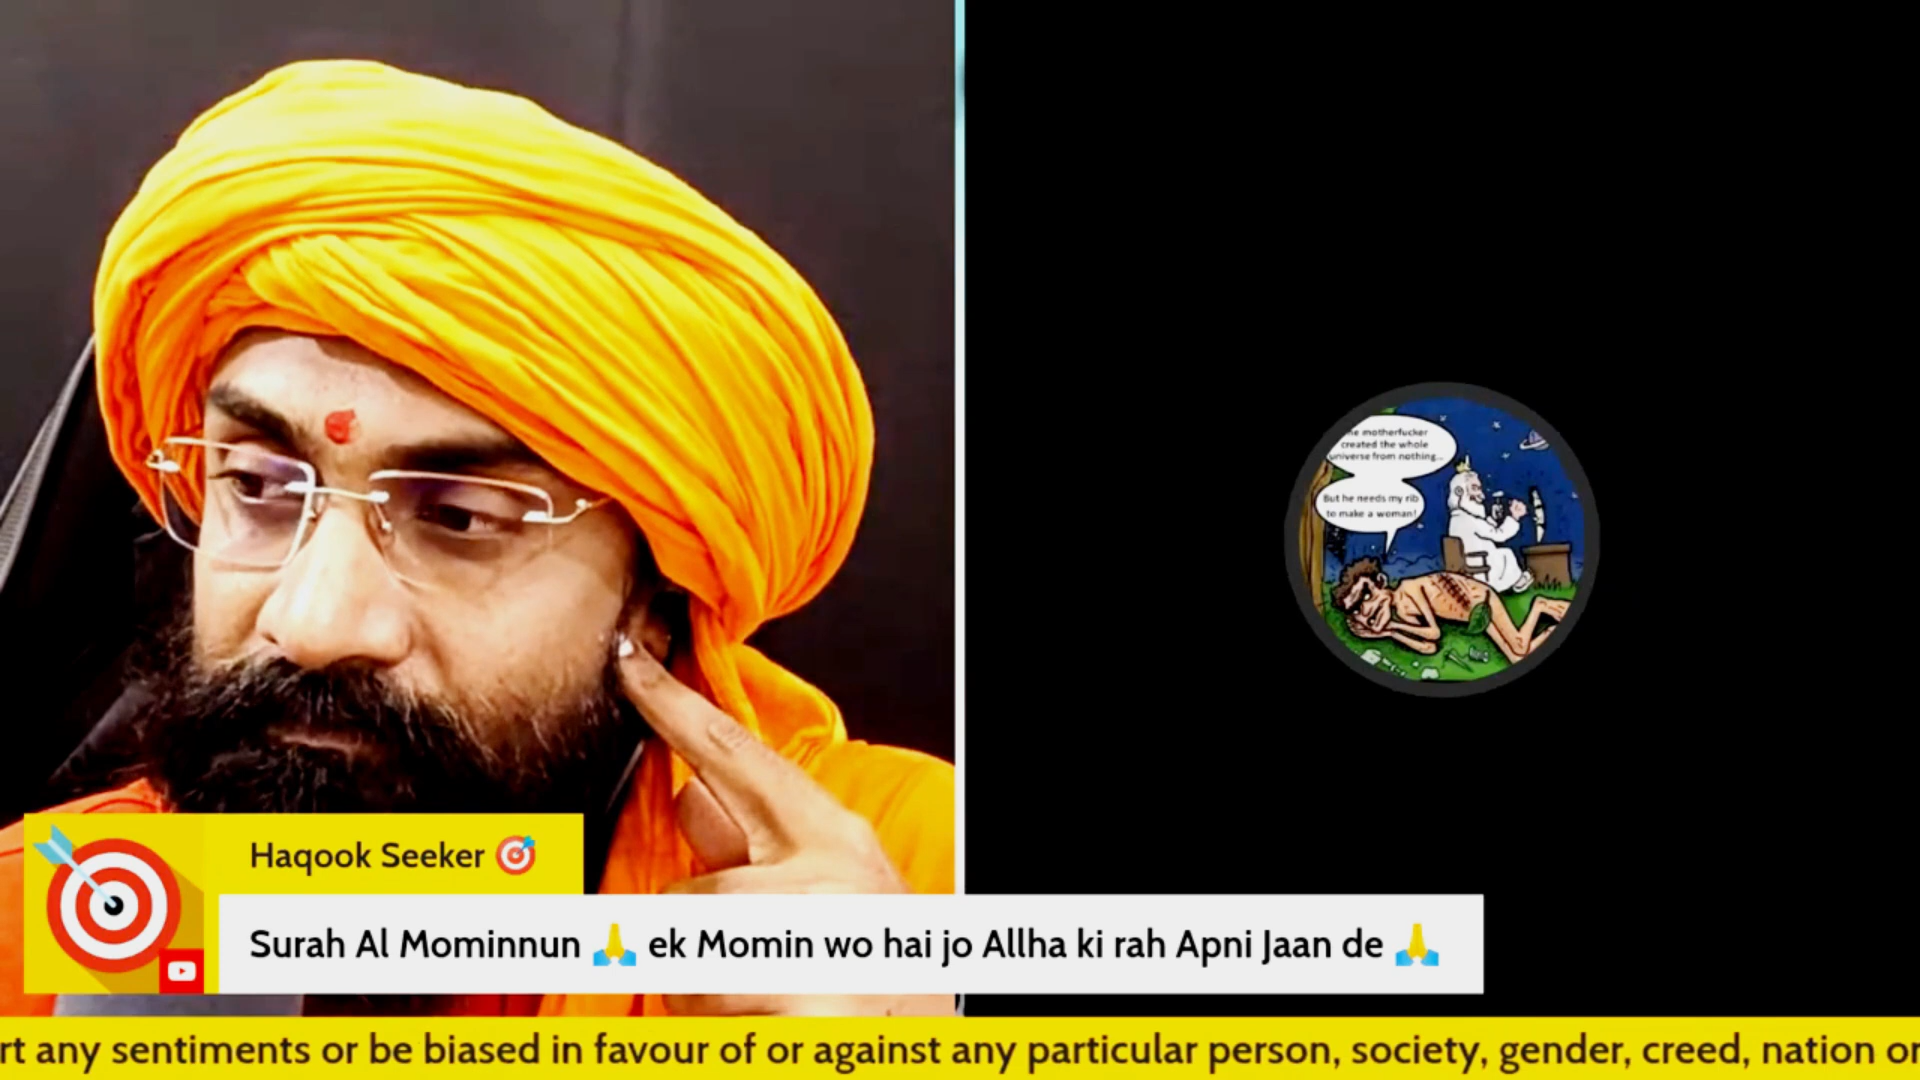 he motherfucker
created the whole
universe from nothing...
But he needs my rib
to make a woman!
Haqook Seeker 🎯
Surah Al Mominnun 🙏 ek Momin wo hai jo Allha ki rah Apni Jaan de 🙏
rt any sentiments or be biased in favour of or against any particular person, society, gender, creed, nation or